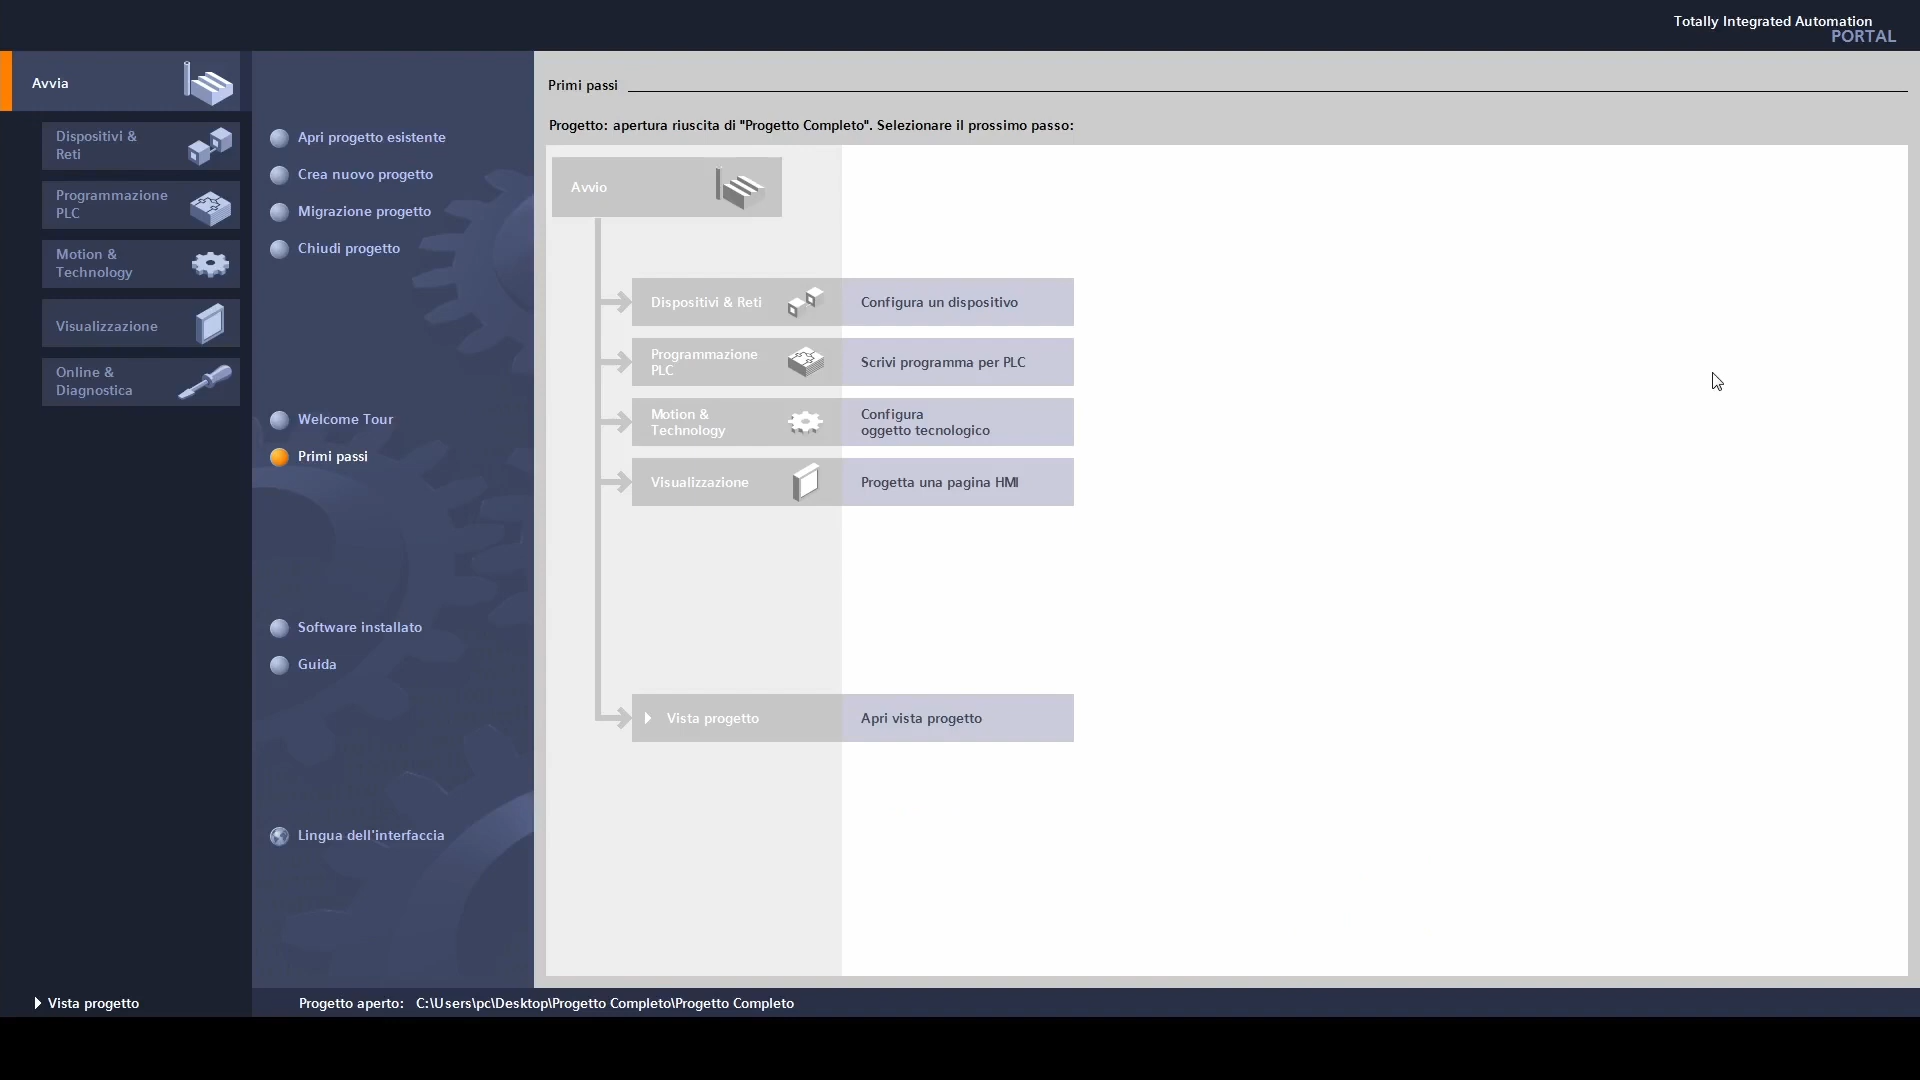 Totally Integrated Automation
PORTAL
Avvia
Dispositivi &
Reti
Programmazione
PLC
Motion &
Technology
Visualizzazione
Online &
Diagnostica
Apri progetto esistente
Crea nuovo progetto
Migrazione progetto
Chiudi progetto
Welcome Tour
Primi passi
Software installato
Guida
Lingua dell'interfaccia
Primi passi
Progetto: apertura riuscita di "Progetto Completo". Selezionare il prossimo passo:
Avvio
Dispositivi & Reti
Configura un dispositivo
Programmazione
PLC
Scrivi programma per PLC
Motion &
Technology
Configura
oggetto tecnologico
Visualizzazione
Progetta una pagina HMI
Vista progetto
Apri vista progetto
Vista progetto
Progetto aperto: C:\Users\pc\Desktop\Progetto Completo\Progetto Completo